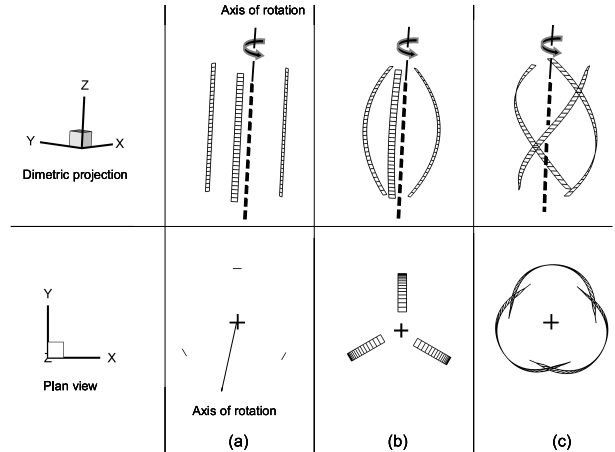 Axis of rotation
Z
Y
X
Dimetric projection
Y
Z
X
Plan view
Axis of rotation
(a)
(b)
(c)